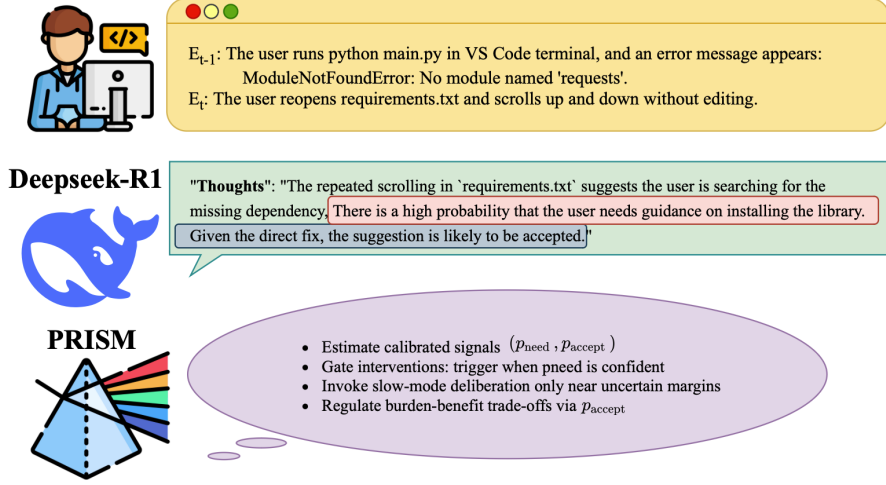 </>
E_t-1: The user runs python main.py in VS Code terminal, and an error message appears:
ModuleNotFoundError: No module named 'requests'.
E_t: The user reopens requirements.txt and scrolls up and down without editing.
Deepseek-R1
"Thoughts": "The repeated scrolling in `requirements.txt` suggests the user is searching for the
missing dependency, There is a high probability that the user needs guidance on installing the library.
Given the direct fix, the suggestion is likely to be accepted."
PRISM
• Estimate calibrated signals (p_need, p_accept)
• Gate interventions: trigger when pneed is confident
• Invoke slow-mode deliberation only near uncertain margins
• Regulate burden-benefit trade-offs via p_accept